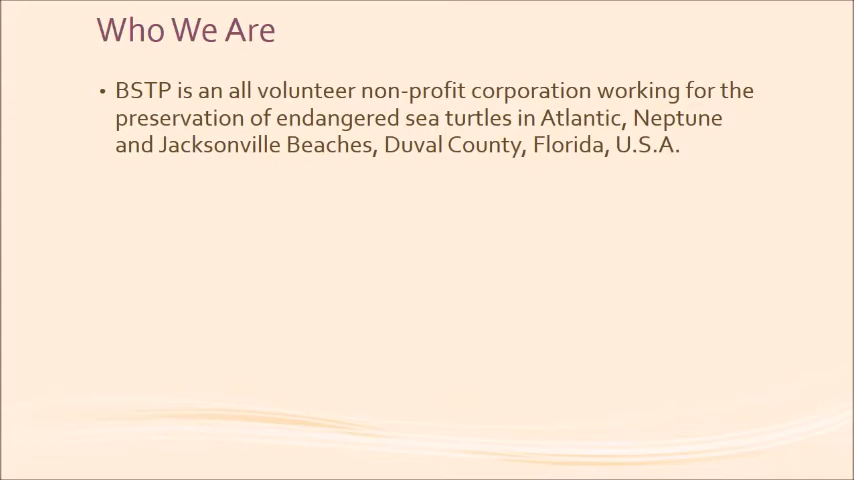 Who We Are
• BSTP is an all volunteer non-profit corporation working for the
preservation of endangered sea turtles in Atlantic, Neptune
and Jacksonville Beaches, Duval County, Florida, U.S.A.